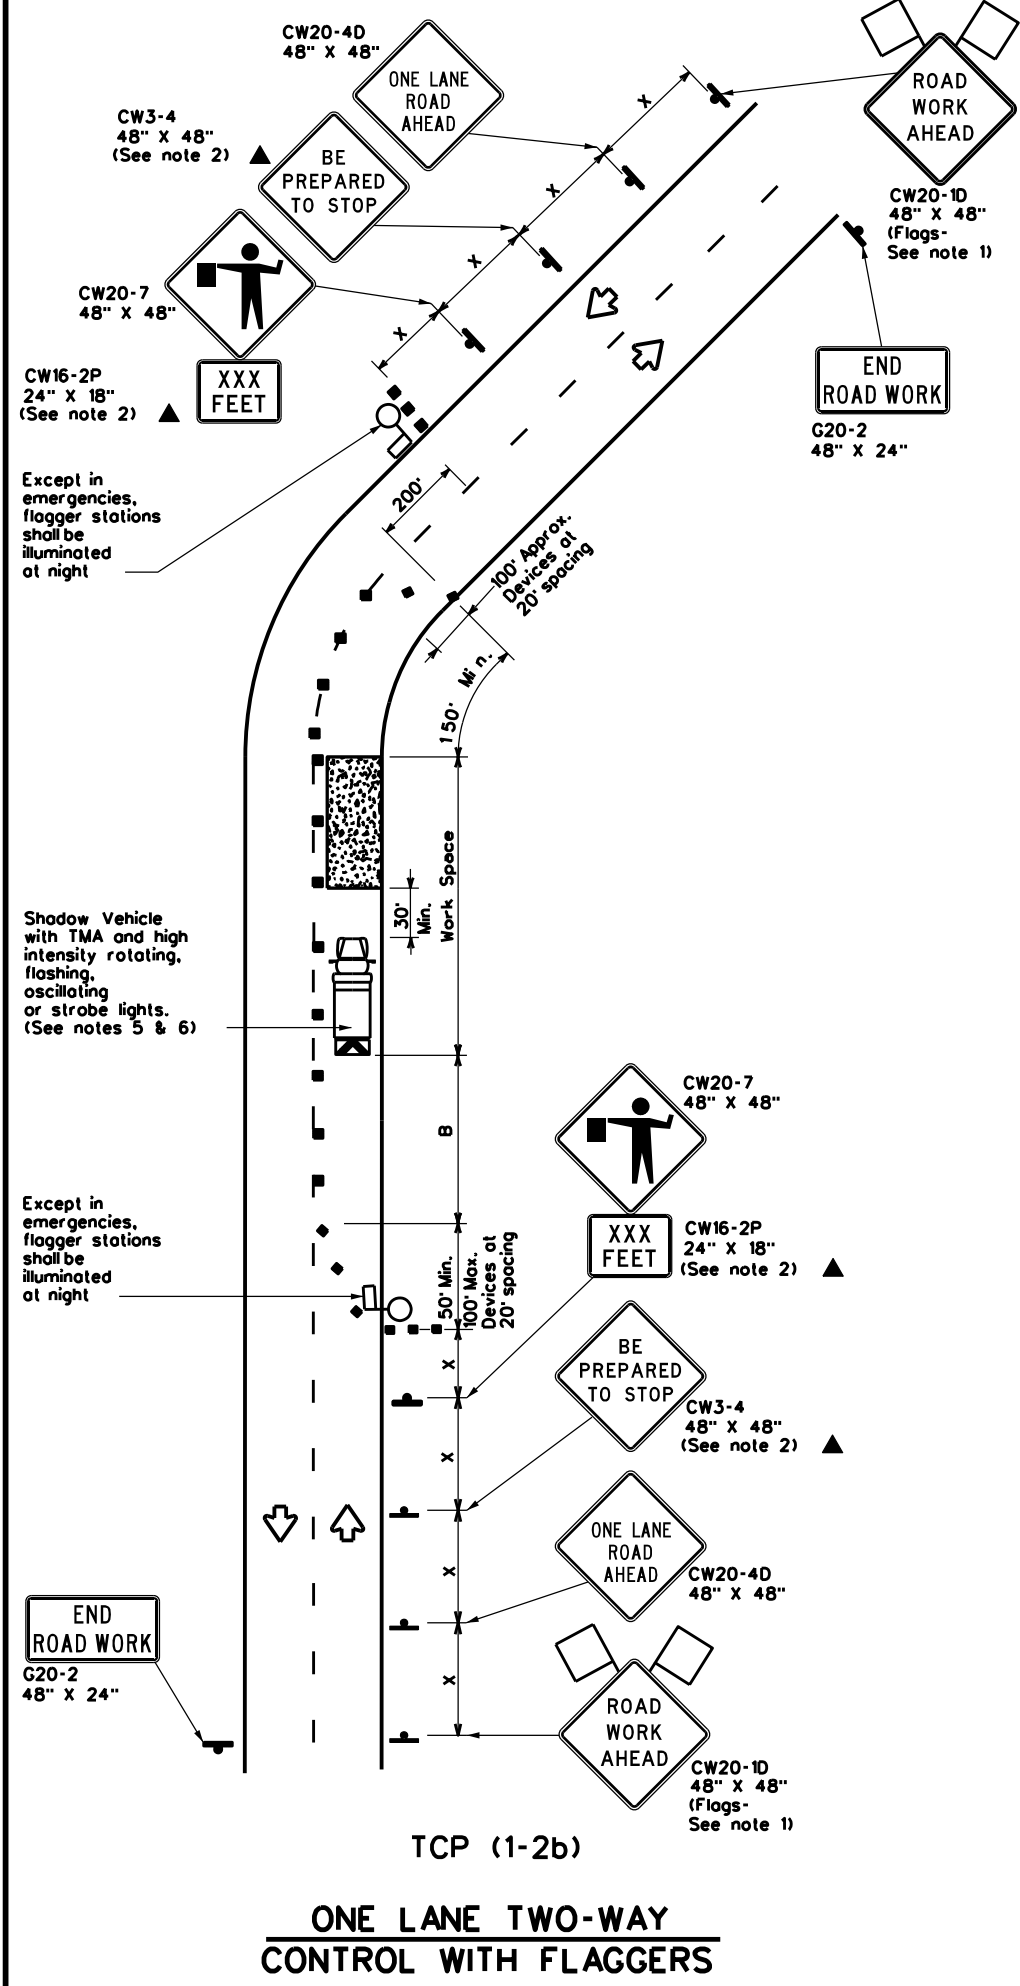 CW20-4D
48" X 48"
ONE LANE
ROAD
AHEAD
ROAD
WORK
AHEAD
CW20-1D
48" X 48"
(Flags-
See note 1)
X
CW3-4
48" X 48"
(See note 2)
BE
PREPARED
TO STOP
X
X
X
CW20-7
48" X 48"
XXX
FEET
CW16-2P
24" X 18"
(See note 2)
END
ROAD WORK
G20-2
48" X 24"
Except in
emergencies,
flagger stations
shall be
illuminated
at night
200'
100' Approx.
Devices at
20' spacing
150' Min.
Work Space
30'
Min.
Shadow Vehicle
with TMA and high
intensity rotating,
flashing,
oscillating
or strobe lights.
(See notes 5 & 6)
B
CW20-7
48" X 48"
XXX
FEET
CW16-2P
24" X 18"
(See note 2)
Except in
emergencies,
flagger stations
shall be
illuminated
at night
50' Min.
100' Max.
Devices at
20' spacing
X
BE
PREPARED
TO STOP
CW3-4
48" X 48"
(See note 2)
X
ONE LANE
ROAD
AHEAD
CW20-4D
48" X 48"
X
END
ROAD WORK
G20-2
48" X 24"
X
ROAD
WORK
AHEAD
CW20-1D
48" X 48"
(Flags-
See note 1)
TCP (1-2b)
ONE LANE TWO-WAY
CONTROL WITH FLAGGERS